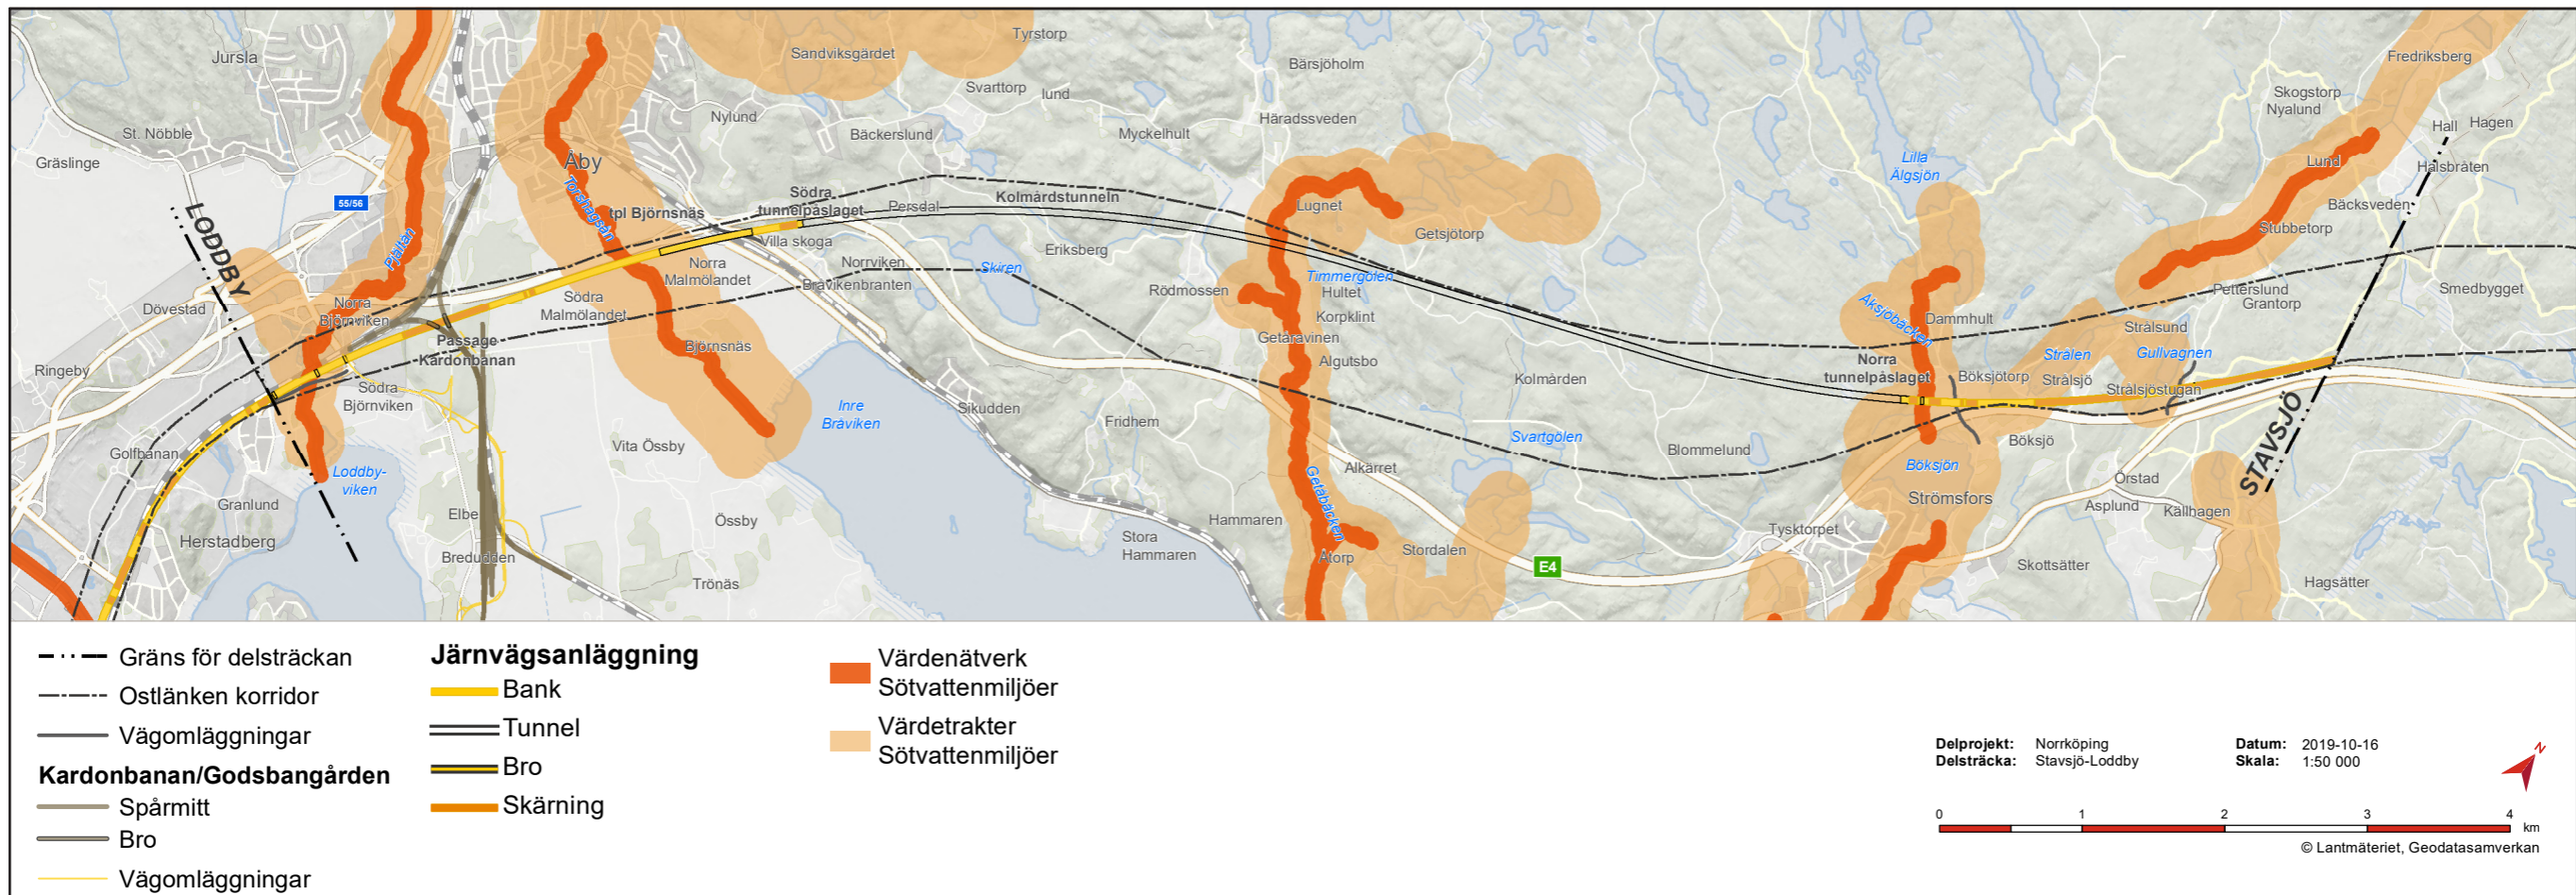 Jursla
Sandviksgärdet
Tyrstorp
Bärsjöholm
Fredriksberg
Svarttorp
lund
Skogstorp
Nyalund
St. Nöbble
Nylund
Bäckerslund
Myckelhult
Häradssveden
Hall
Hagen
Gräslinge
Åby
Lilla
Älgsjön
Lund
Hålsbråten
55/56
LODDBY
Torshagsån
tpl Björnsnäs
Södra
tunnelpåslaget
Persdal
Kolmårdstunneln
Lugnet
Getsjötorp
Bäcksveden
Stubbetorp
Pjältån
Villa skoga
Eriksberg
Norra
Malmölandet
Norrviken
Bråvikenbranten
Skiren
Rödmossen
Timmergölen
Hultet
Petterslund
Grantorp
Smedbygget
Dövestad
Norra
Björnviken
Södra
Malmölandet
Korpklint
Aksjöbäcken
Dammhult
Strålsund
Passage
Kardonbanan
Björnsnäs
Getåravinen
Algutsbo
Norra
tunnelpåslaget
Strålen
Gullvagnen
Ringeby
Södra
Björnviken
Kolmården
Böksjötorp
Strålsjö
Strålsjöstugan
Inre
Bråviken
Sikudden
Fridhem
Svartgölen
Blommelund
Böksjö
STAVSJÖ
Golfbanan
Vita Össby
Loddby-
viken
Getåbäcken
Alkärret
Böksjön
Strömsfors
Örstad
Granlund
Elbe
Össby
Hammaren
Asplund
Källhagen
Herstadberg
Bredudden
Stora
Hammaren
Åtorp
Stordalen
E4
Tysktorpet
Skottsätter
Trönäs
Hagsätter
Gräns för delsträckan
Ostlänken korridor
Vägomläggningar
Kardonbanan/Godsbangården
Spårmitt
Bro
Vägomläggningar
Järnvägsanläggning
Bank
Tunnel
Bro
Skärning
Värdenätverk
Sötvattenmiljöer
Värdetrakter
Sötvattenmiljöer
Delprojekt: Norrköping
Delsträcka: Stavsjö-Loddby
Datum: 2019-10-16
Skala: 1:50 000
N
0 1 2 3 4
km
© Lantmäteriet, Geodatasamverkan